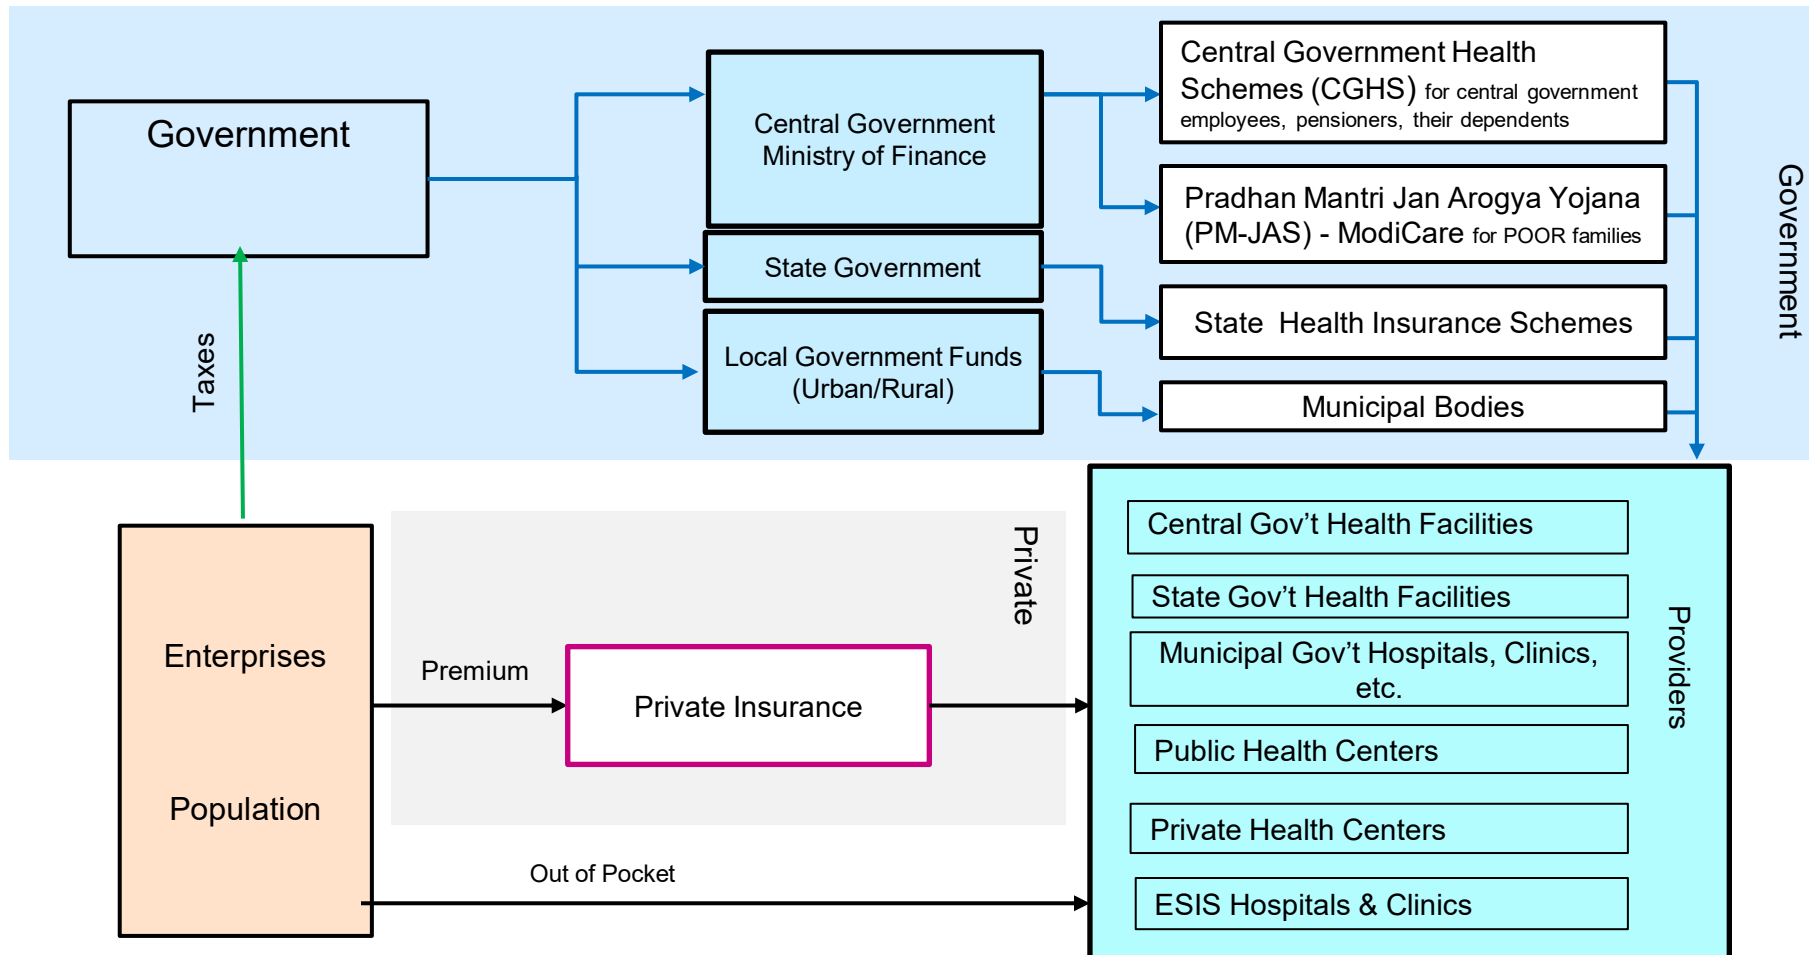 Government
Central Government
Ministry of Finance
State Government
Local Government Funds
(Urban/Rural)
Central Government Health
Schemes (CGHS) for central government
employees, pensioners, their dependents
Pradhan Mantri Jan Arogya Yojana
(PM-JAS) - ModiCare for POOR families
State Health Insurance Schemes
Municipal Bodies
Government
Taxes
Enterprises
Population
Private
Premium
Private Insurance
Out of Pocket
Central Gov’t Health Facilities
State Gov’t Health Facilities
Municipal Gov’t Hospitals, Clinics,
etc.
Public Health Centers
Private Health Centers
ESIS Hospitals & Clinics
Providers